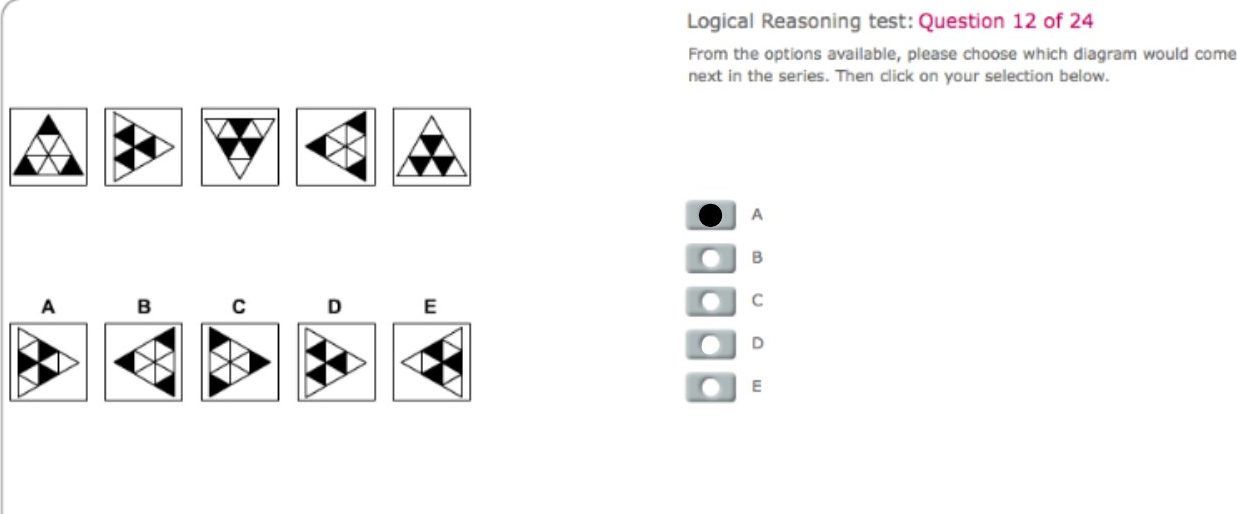 Logical Reasoning test: Question 12 of 24
From the options available, please choose which diagram would come
next in the series. Then click on your selection below.
A
B
C
D
E
A B C D E